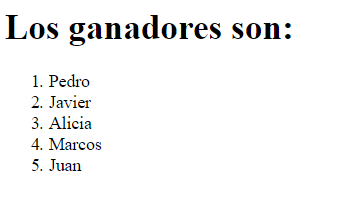 Los ganadores son:
1. Pedro
2. Javier
3. Alicia
4. Marcos
5. Juan